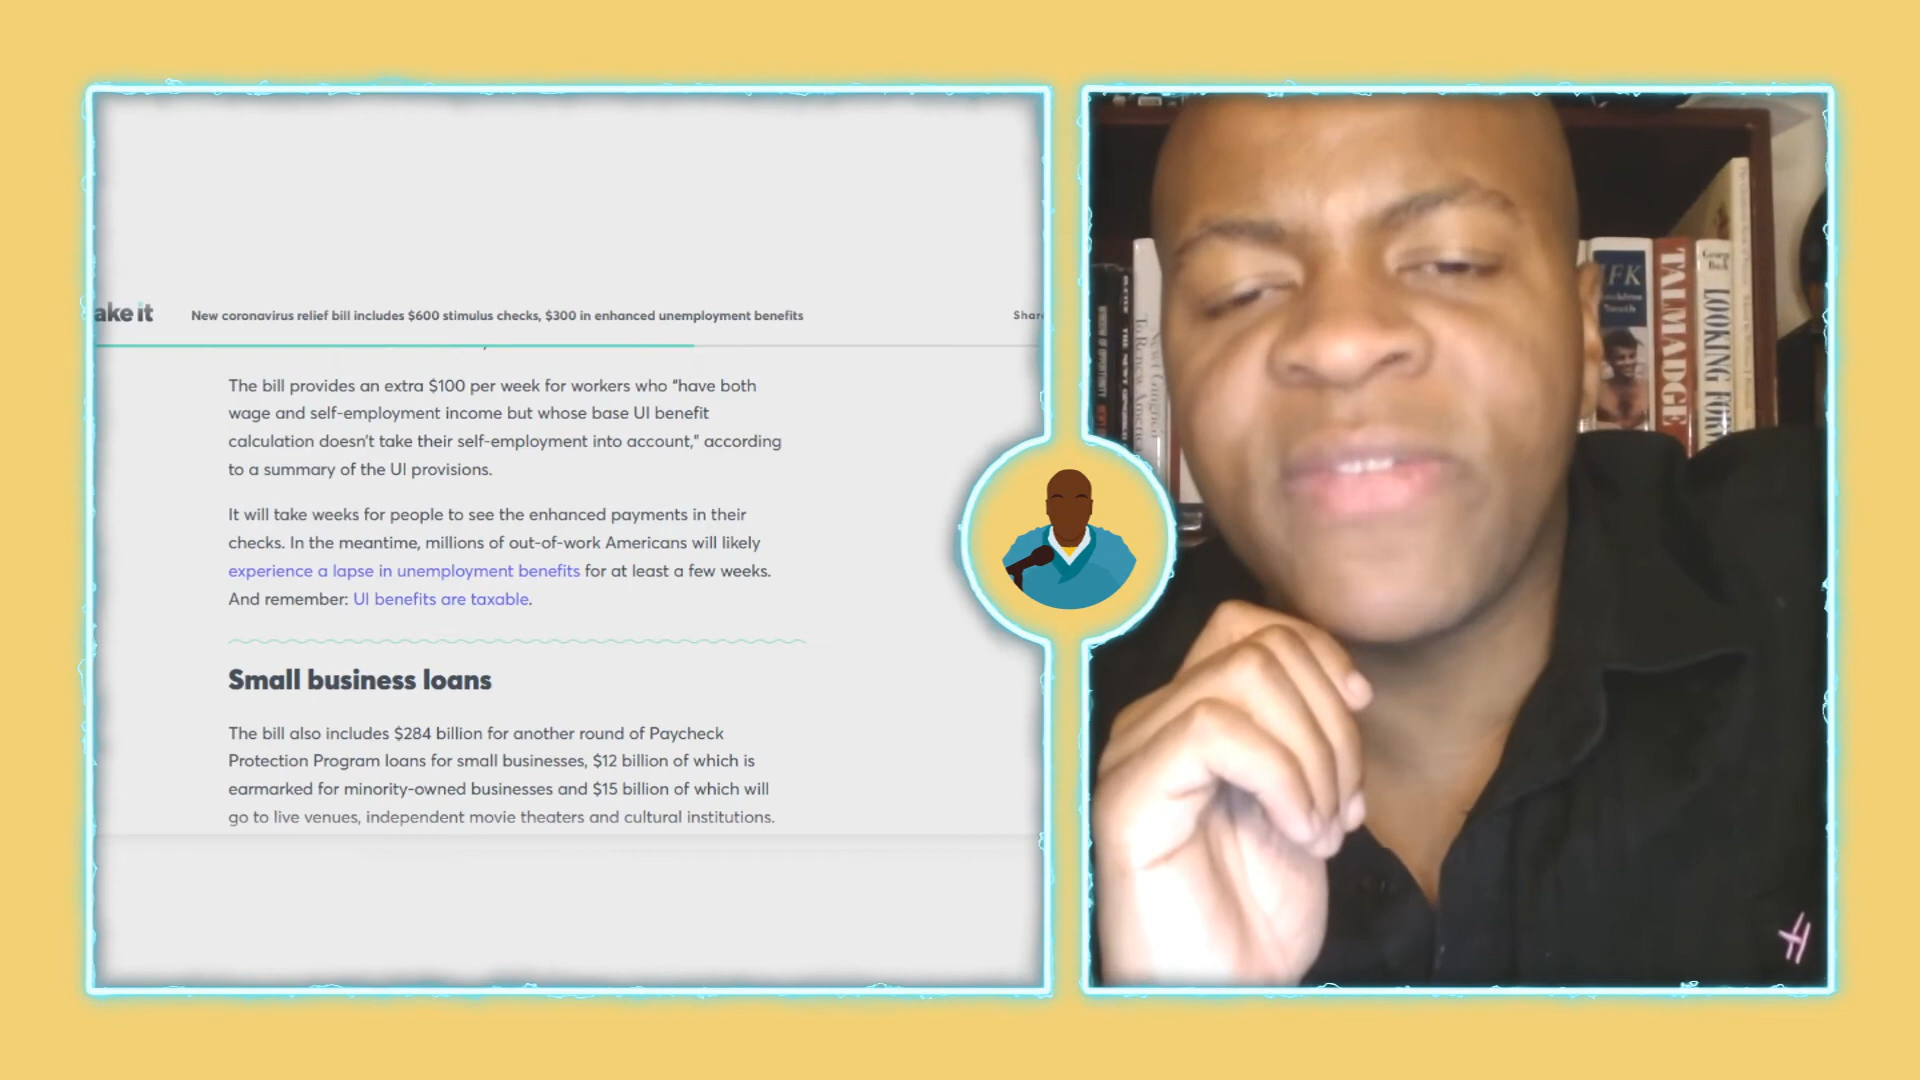 ake it
New coronavirus relief bill includes $600 stimulus checks, $300 in enhanced unemployment benefits
Share
The bill provides an extra $100 per week for workers who "have both
wage and self-employment income but whose base UI benefit
calculation doesn't take their self-employment into account," according
to a summary of the UI provisions.
It will take weeks for people to see the enhanced payments in their
checks. In the meantime, millions of out-of-work Americans will likely
experience a lapse in unemployment benefits for at least a few weeks.
And remember: UI benefits are taxable.
Small business loans
The bill also includes $284 billion for another round of Paycheck
Protection Program loans for small businesses, $12 billion of which is
earmarked for minority-owned businesses and $15 billion of which will
go to live venues, independent movie theaters and cultural institutions.
To Renew America
JFK
TALMADGE
LOOKING FOR